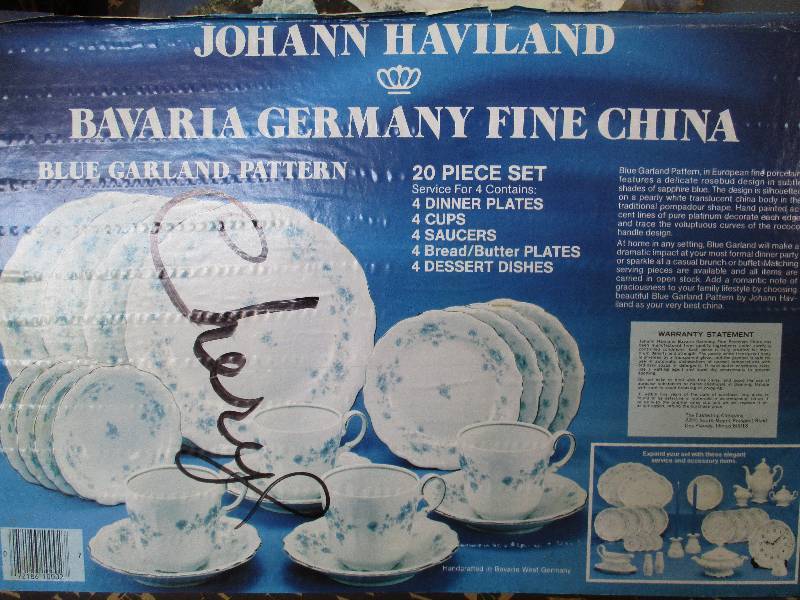 JOHANN HAVILAND
BAVARIA GERMANY FINE CHINA
BLUE GARLAND PATTERN
20 PIECE SET
Service For 4 Contains:
4 DINNER PLATES
4 CUPS
4 SAUCERS
4 Bread/Butter PLATES
4 DESSERT DISHES
Blue Garland Pattern, in European fine porcelain
features a delicate rosebud design in subtle
shades of sapphire blue. The design is silhouetted
on a pearly white translucent china body in the
traditional pompadour shape. Hand painted ac-
cent lines of pure platinum decorate each edge
and trace the voluptuous curves of the rococo
handle design.
At home in any setting, Blue Garland will make a
dramatic impact at your most formal dinner party
or sparkle at a casual brunch or buffet. Matching
serving pieces are available and all items are
carried in open stock. Add a romantic note of
graciousness to your family lifestyle by choosing
beautiful Blue Garland Pattern by Johann Hav-
iland as your very best china.
WARRANTY STATEMENT
Expand your set with these elegant
service and accessory items.
Cheryl
Handcrafted in Bavaria West Germany